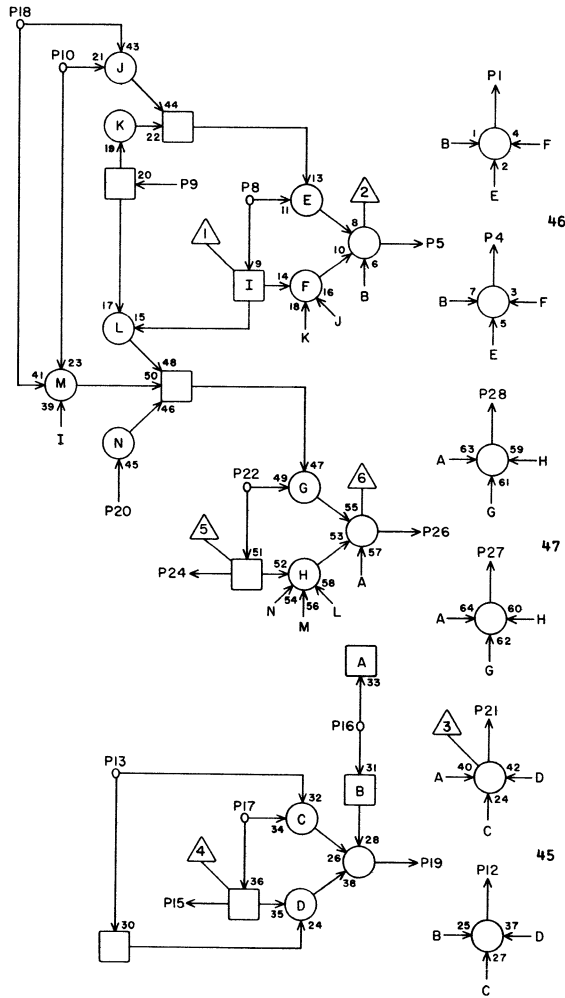 P18
43
P10 21 J
44
K 22
19
20 P9
P8 11 13 E
1
2
8
10
6
P5
B
9
I 14 F 16
18
J
K
17 15
L
48
41 M 23 50
39 46
I
N
45
P20
P22 49 G 47
6
55
53 P26
57
A
5
51
P24 52 H
58
N 54 56 L
M
A
33
P16
31
B
P13
32
P17 34 C
28
26 P19
38
4
36
P15 35 D
24
30
P1
B 1 4 F
2
E
46
P4
B 7 3 F
5
E
P28
A 63 59 H
61
G
47
P27
A 64 60 H
62
G
3 P21
A 40 42 D
24
C
45
P12
B 25 37 D
27
C